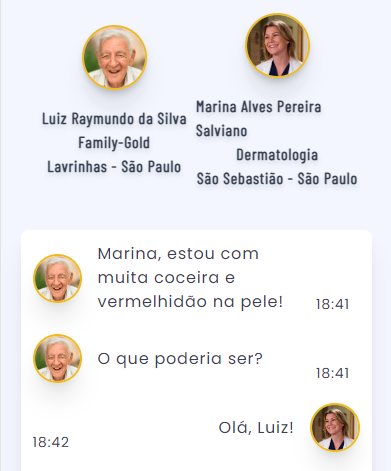 Luiz Raymundo da Silva
Family-Gold
Lavrinhas - São Paulo
Marina Alves Pereira
Salviano
Dermatologia
São Sebastião - São Paulo
Marina, estou com
muita coceira e
vermelhidão na pele!
18:41
O que poderia ser?
18:41
Olá, Luiz!
18:42